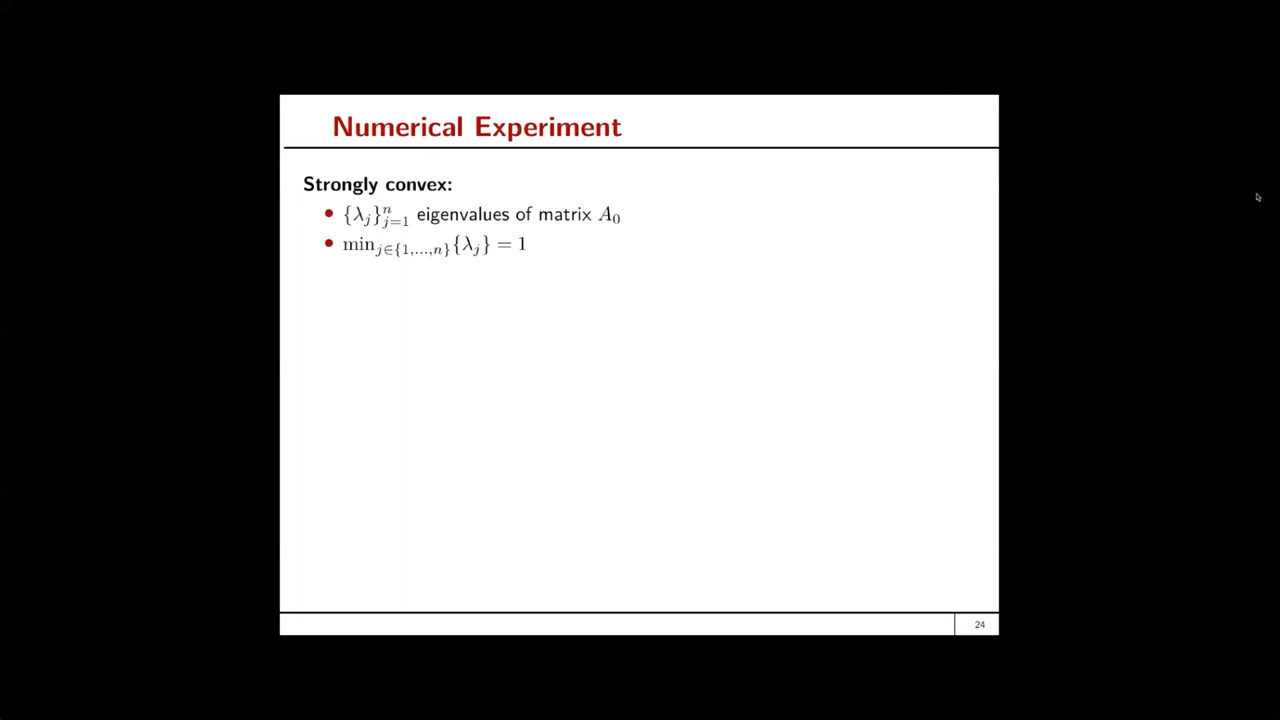 Numerical Experiment
Strongly convex:
• {λ_j}_{j=1}^n eigenvalues of matrix A_0
• min_{j∈{1,...,n}}{λ_j} = 1
24